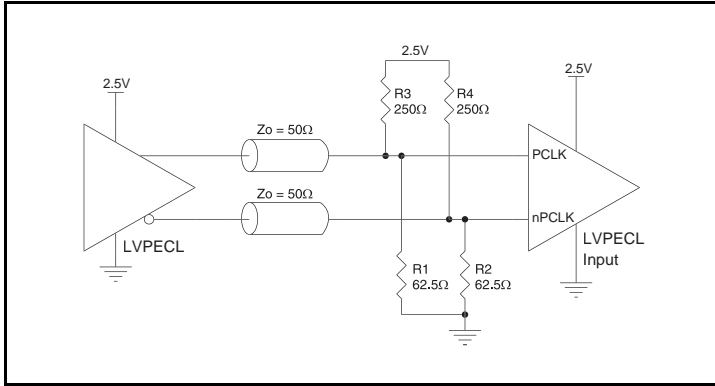 2.5V
2.5V
2.5V
R3
250Ω
R4
250Ω
Zo = 50Ω
PCLK
Zo = 50Ω
nPCLK
LVPECL
LVPECL
Input
R1
62.5Ω
R2
62.5Ω